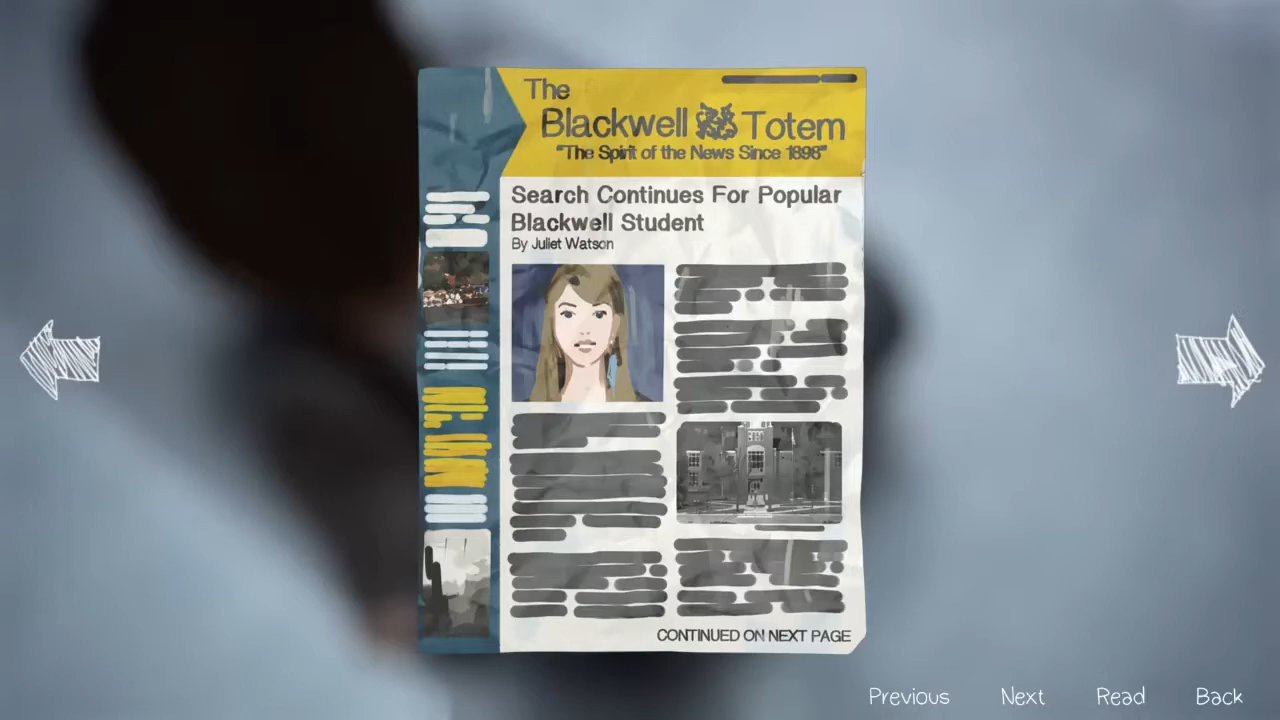 The
Blackwell Totem
"The Spirit of the News Since 1898"
Search Continues For Popular
Blackwell Student
By Juliet Watson
CONTINUED ON NEXT PAGE
Previous Next Read Back